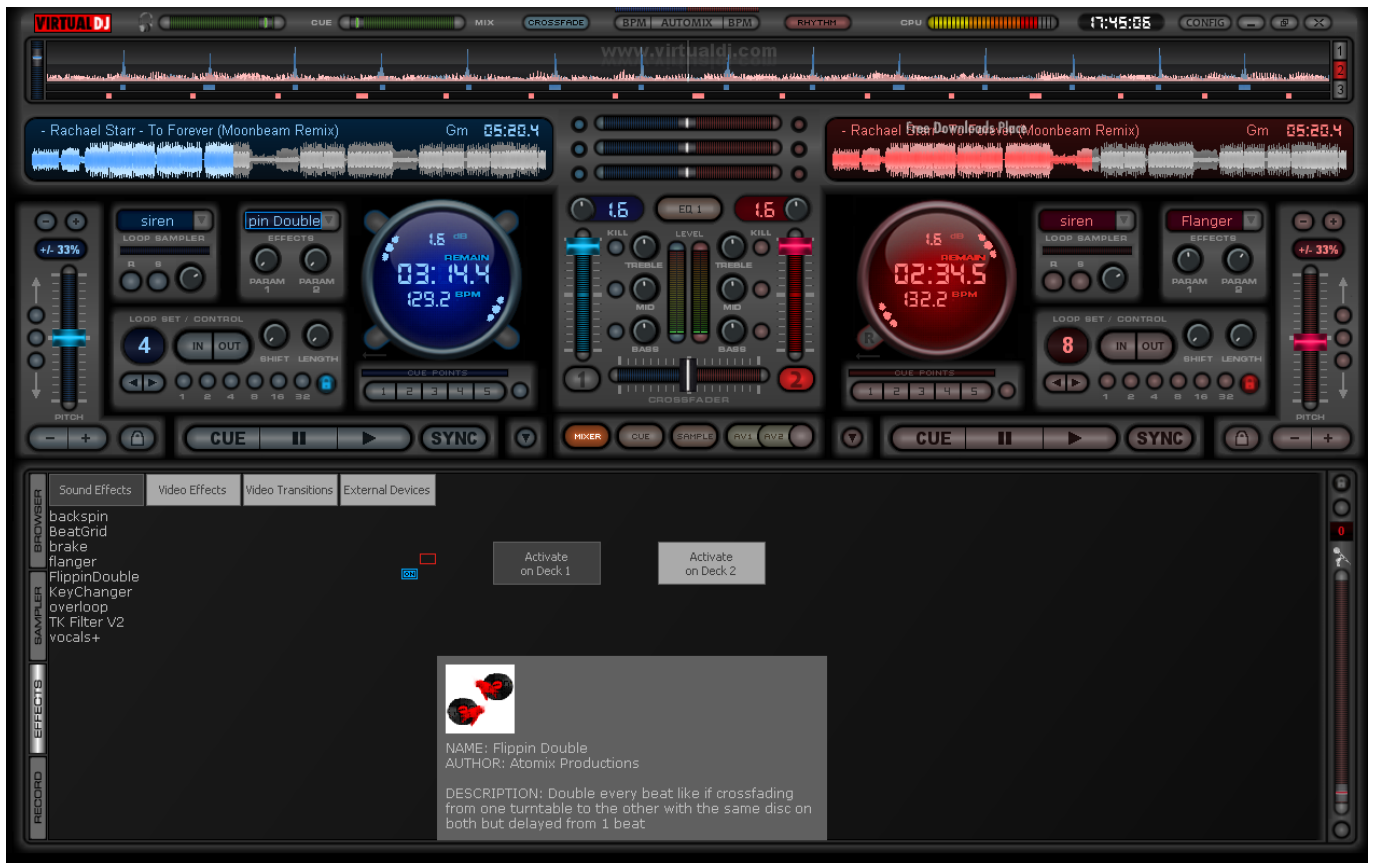 VIRTUAL DJ
CUE
MIX
CROSSFADE
BPM AUTOMIX BPM
RHYTHM
CPU
17:45:06
CONFIG
www.virtualdj.com
1
2
3
- Rachael Starr - To Forever (Moonbeam Remix) Gm 05:20.4
- Rachael Moonbeam Remix) Gm 05:20.4
Free Downloads Place
+/- 33%
siren
LOOP SAMPLER
R S
pin Double
EFFECTS
PARAM 1
PARAM 2
1.6 dB
REMAIN
03:14.4
129.2 BPM
LOOP SET / CONTROL
4
IN OUT
SHIFT LENGTH
1 2 4 8 16 32
CUE POINTS
1 2 3 4 5
PITCH
- +
CUE
SYNC
1.6
EQ 1
1.6
KILL LEVEL KILL
TREBLE TREBLE
MID MID
BASS BASS
1
2
CROSSFADER
MIXER
CUE
SAMPLE
AV1 AV2
1.6 dB
REMAIN
02:34.5
132.2 BPM
R
CUE POINTS
1 2 3 4 5
siren
LOOP SAMPLER
R S
Flanger
EFFECTS
PARAM 1
PARAM 2
+/- 33%
LOOP SET / CONTROL
8
IN OUT
SHIFT LENGTH
1 2 4 8 16 32
PITCH
CUE
SYNC
- +
BROWSER
SAMPLER
EFFECTS
RECORD
Sound Effects
Video Effects
Video Transitions
External Devices
backspin
BeatGrid
brake
flanger
FlippinDouble
ON
KeyChanger
overloop
TK Filter V2
vocals+
Activate
on Deck 1
Activate
on Deck 2
0
NAME: Flippin Double
AUTHOR: Atomix Productions
DESCRIPTION: Double every beat like if crossfading
from one turntable to the other with the same disc on
both but delayed from 1 beat